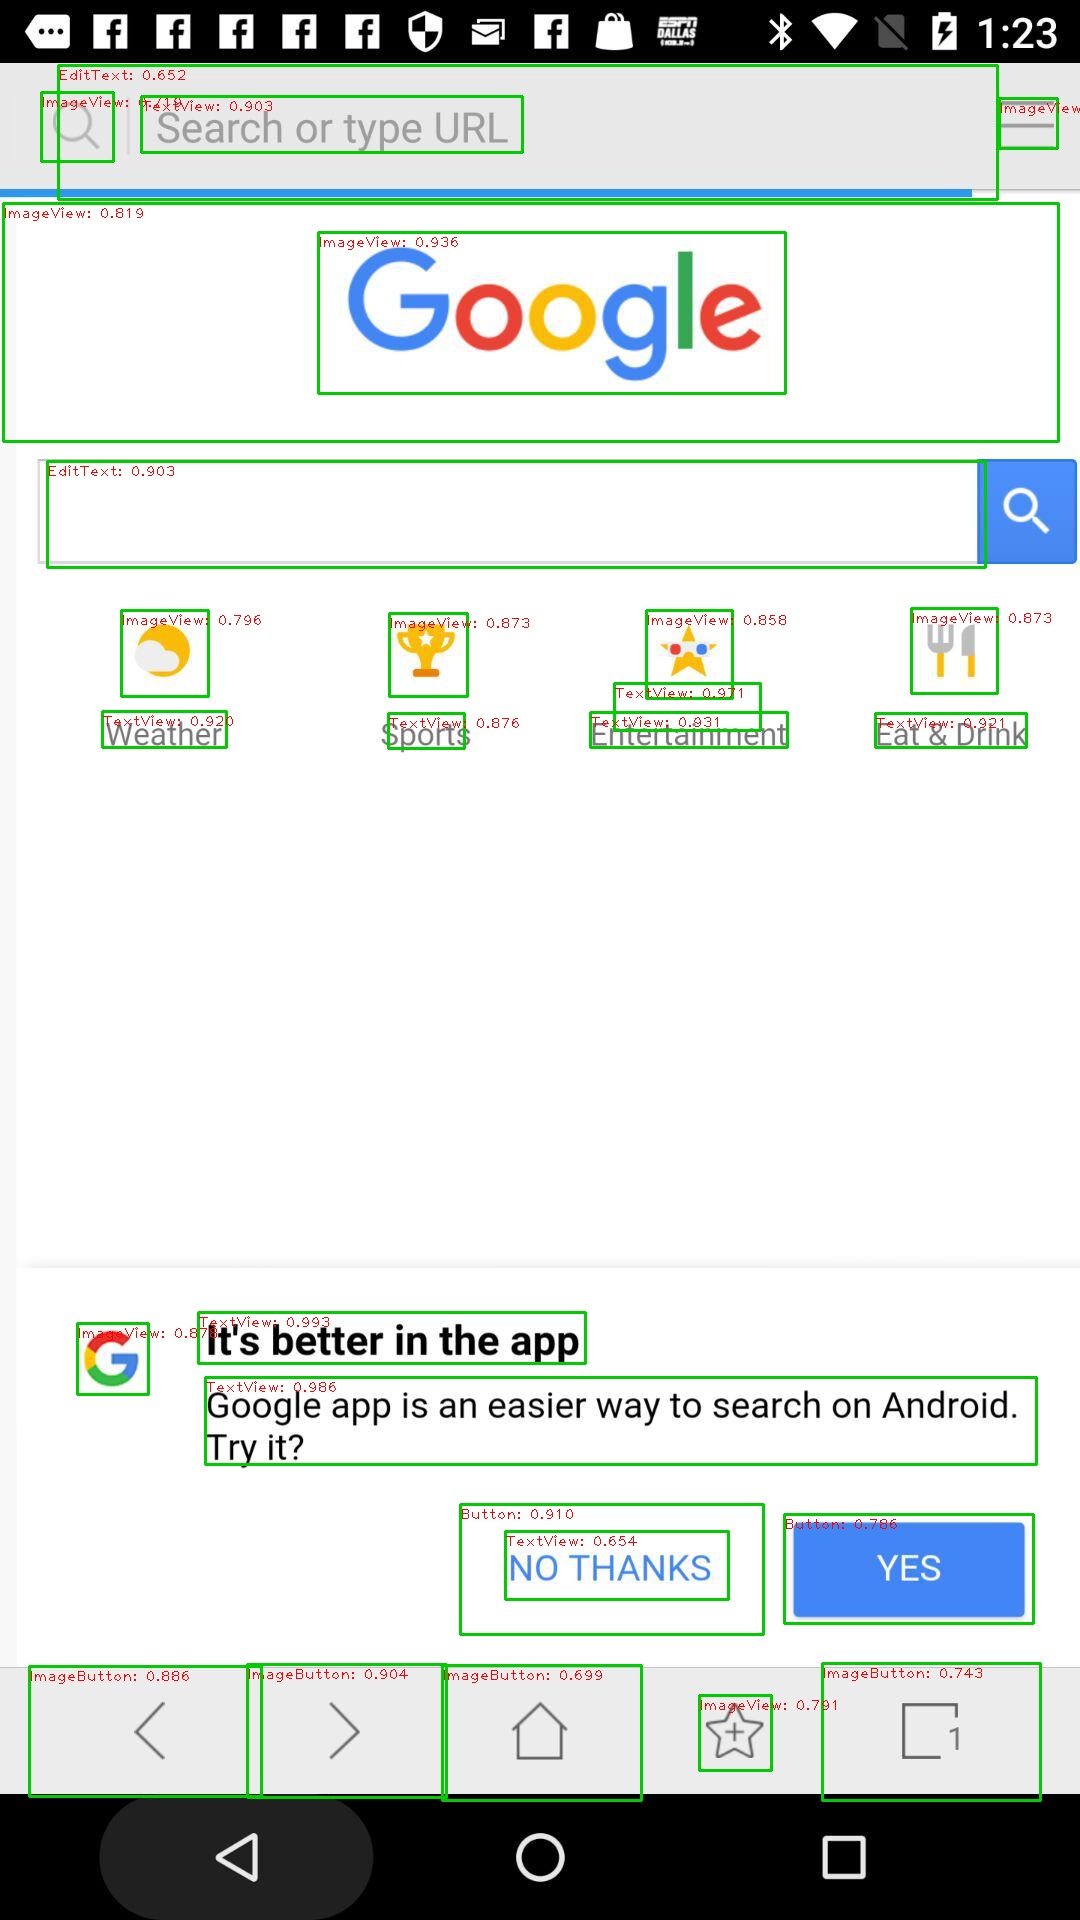 1:23
EditText: 0.652
ImageView: 0.719
TextView: 0.903
ImageView
Search or type URL
ImageView: 0.819
ImageView: 0.936
Google
EditText: 0.903
ImageView: 0.796
ImageView: 0.873
ImageView: 0.858
ImageView: 0.873
TextView: 0.971
TextView: 0.920
TextView: 0.876
TextView: 0.931
TextView: 0.921
Weather
Sports
Entertainment
Eat & Drink
TextView: 0.993
ImageView: 0.878
It's better in the app
TextView: 0.986
Google app is an easier way to search on Android.
Try it?
Button: 0.910
Button: 0.786
TextView: 0.654
NO THANKS
YES
ImageButton: 0.886
ImageButton: 0.904
ImageButton: 0.699
ImageView: 0.791
ImageButton: 0.743
1